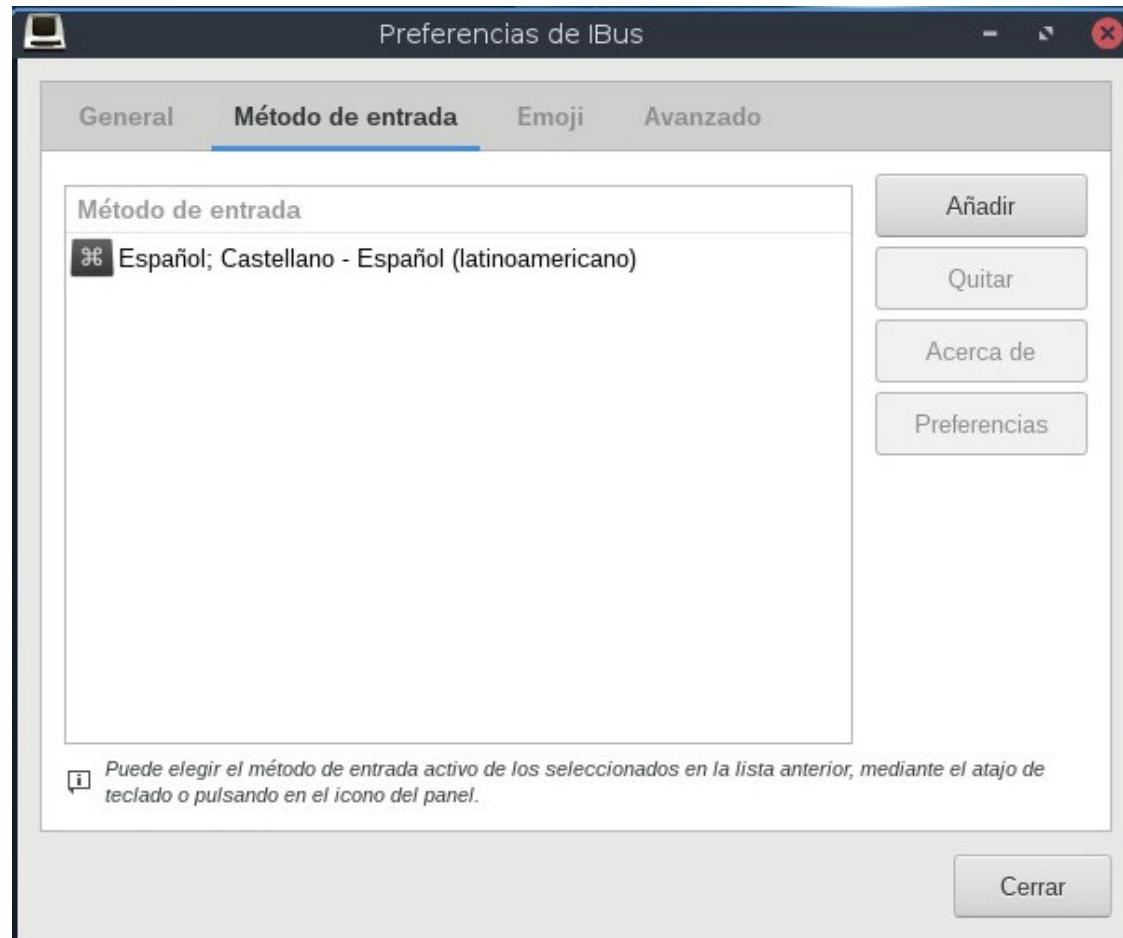 Preferencias de IBus
General Método de entrada Emoji Avanzado
Método de entrada
Español; Castellano - Español (latinoamericano)
Añadir
Quitar
Acerca de
Preferencias
Puede elegir el método de entrada activo de los seleccionados en la lista anterior, mediante el atajo de
teclado o pulsando en el icono del panel.
Cerrar